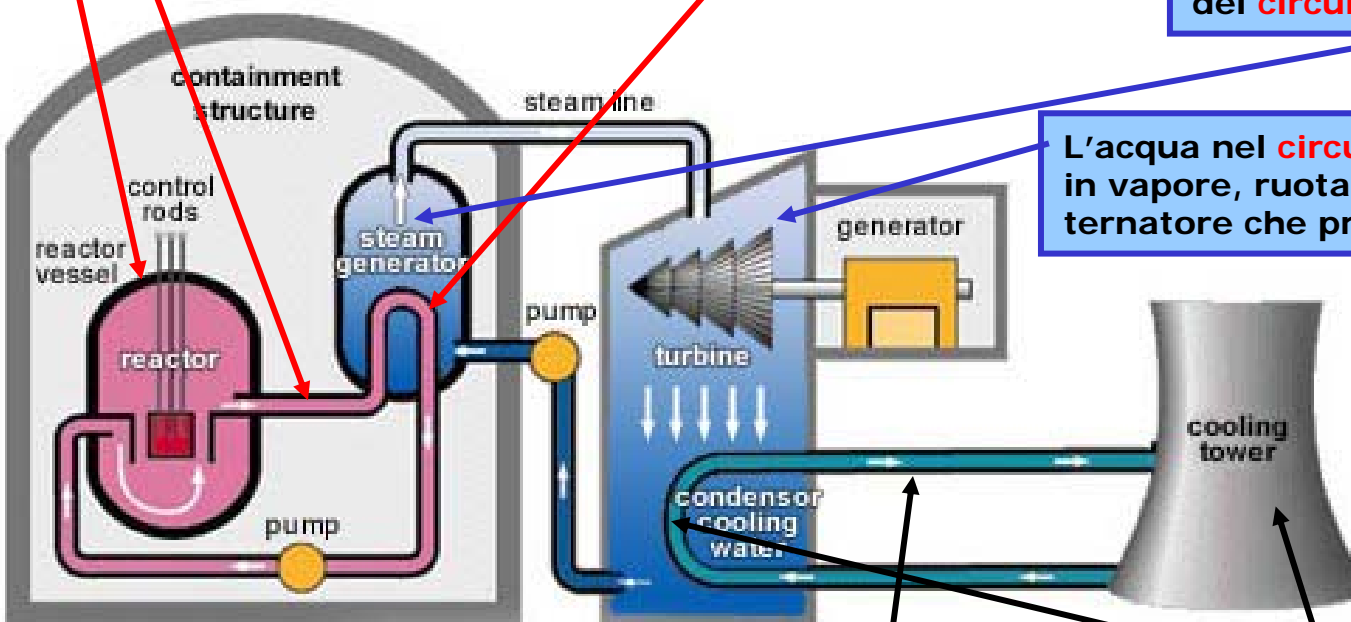 del circui
containment
structure
steam line
L'acqua nel circu
in vapore, ruota
ternatore che pr
control
rods
reactor
vessel
steam
generator
generator
pump
reactor
turbine
cooling
tower
condensor
cooling
water
pump